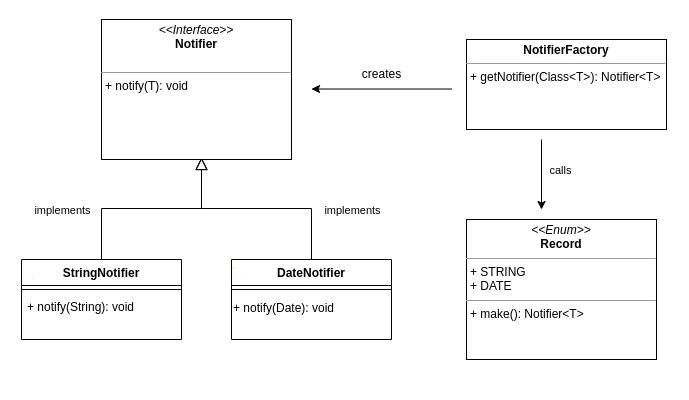 <<Interface>>
Notifier
+ notify(T): void
creates
NotifierFactory
+ getNotifier(Class<T>): Notifier<T>
calls
implements
implements
<<Enum>>
Record
+ STRING
+ DATE
+ make(): Notifier<T>
StringNotifier
+ notify(String): void
DateNotifier
+ notify(Date): void